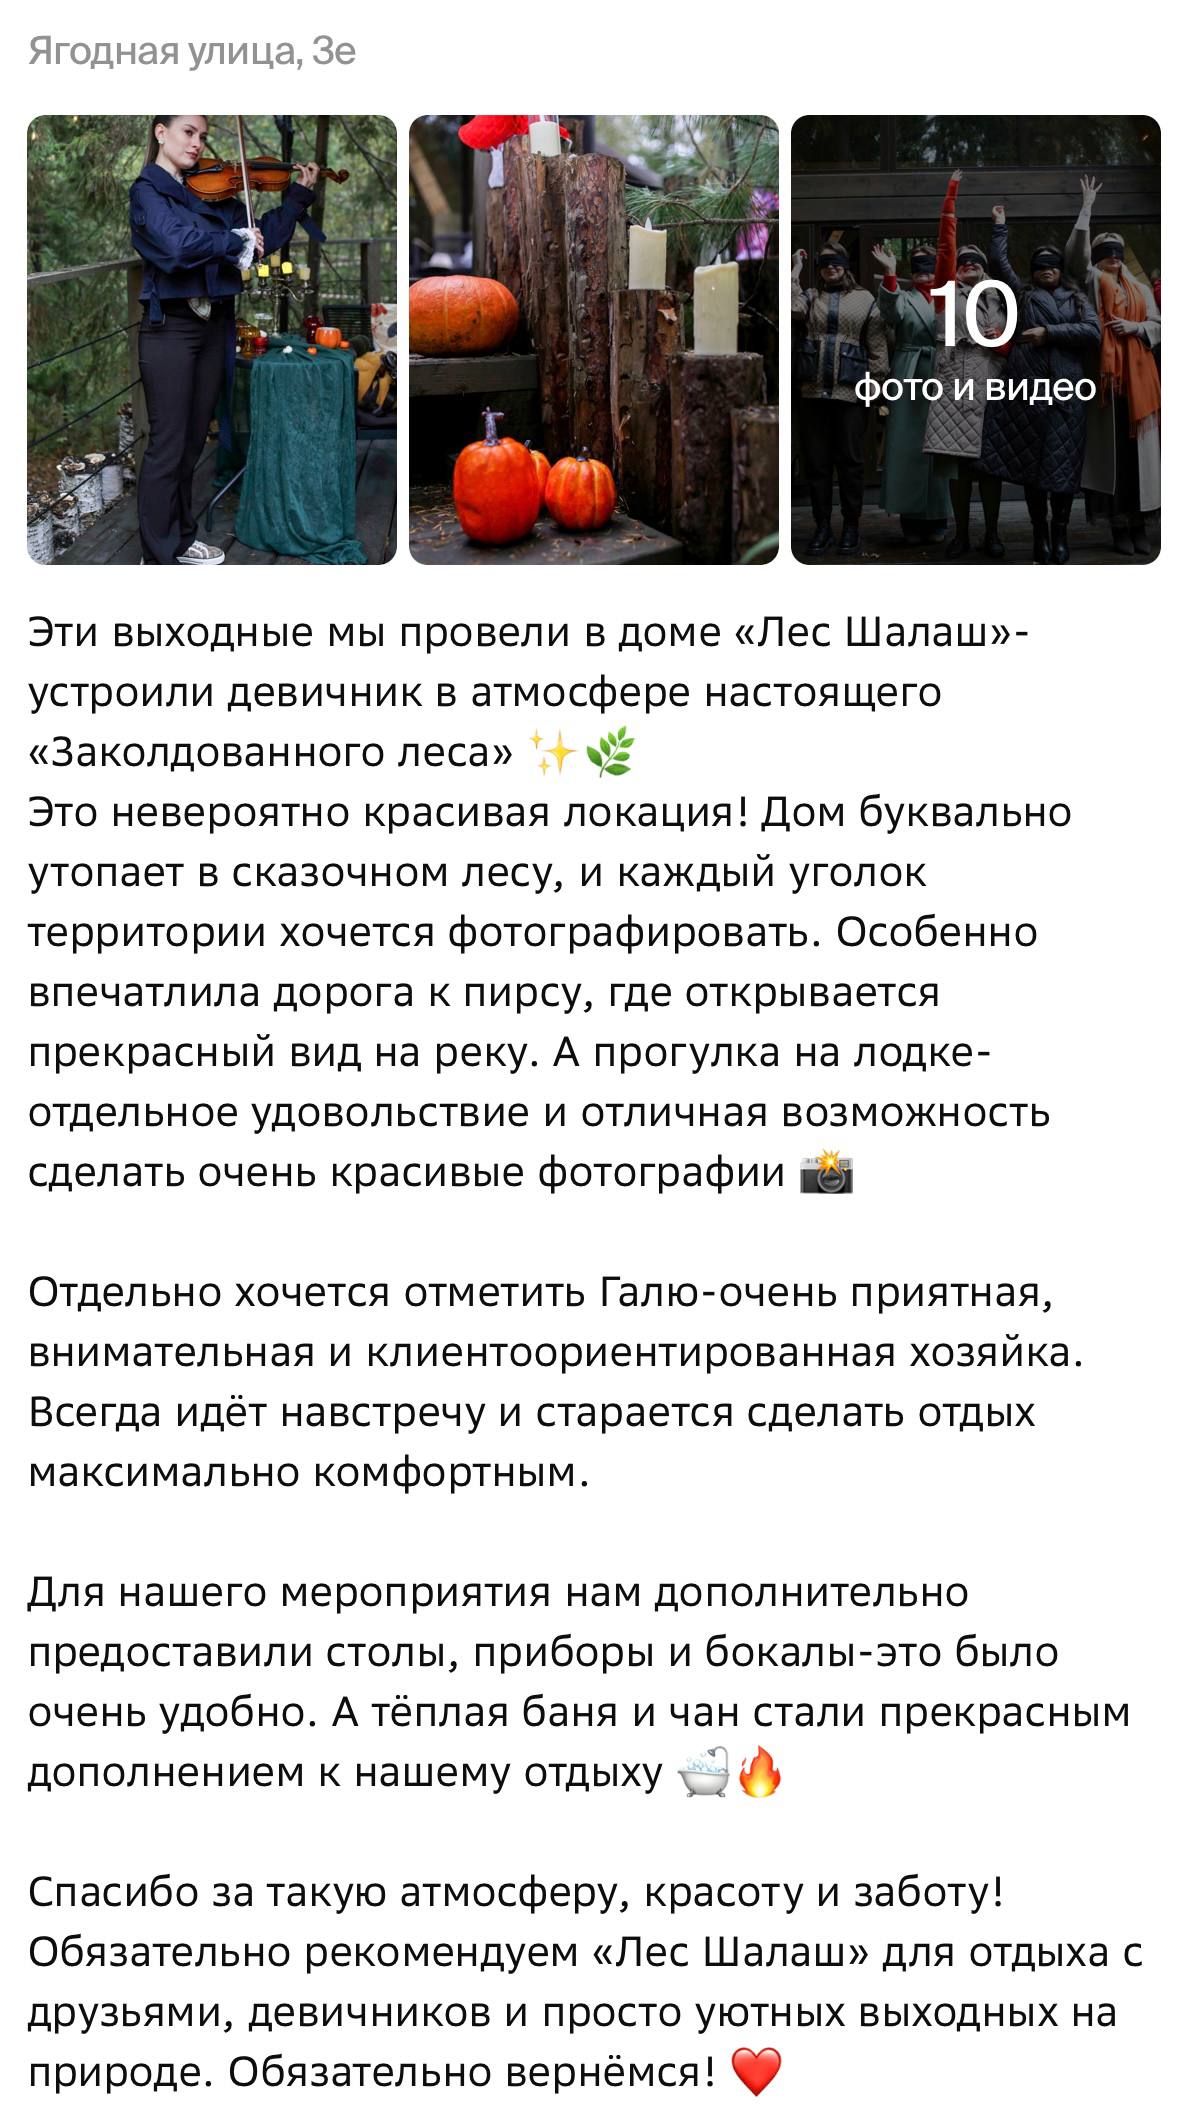 Ягодная улица, 3е
10
фото и видео
Эти выходные мы провели в доме «Лес Шалаш»-
устроили девичник в атмосфере настоящего
«Заколдованного леса» ✨🌿
Это невероятно красивая локация! Дом буквально
утопает в сказочном лесу, и каждый уголок
территории хочется фотографировать. Особенно
впечатлила дорога к пирсу, где открывается
прекрасный вид на реку. А прогулка на лодке-
отдельное удовольствие и отличная возможность
сделать очень красивые фотографии 📸
Отдельно хочется отметить Галю-очень приятная,
внимательная и клиентоориентированная хозяйка.
Всегда идёт навстречу и старается сделать отдых
максимально комфортным.
Для нашего мероприятия нам дополнительно
предоставили столы, приборы и бокалы-это было
очень удобно. А тёплая баня и чан стали прекрасным
дополнением к нашему отдыху 🛁🔥
Спасибо за такую атмосферу, красоту и заботу!
Обязательно рекомендуем «Лес Шалаш» для отдыха с
друзьями, девичников и просто уютных выходных на
природе. Обязательно вернёмся! ❤️